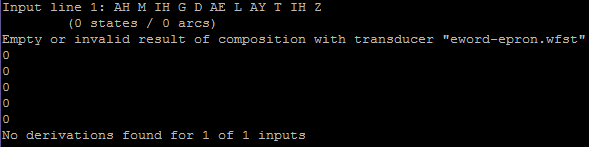 Input line 1: AH M IH G D AE L AY T IH Z
(0 states / 0 arcs)
Empty or invalid result of composition with transducer "eword-epron.wfst"
0
0
0
0
0
No derivations found for 1 of 1 inputs